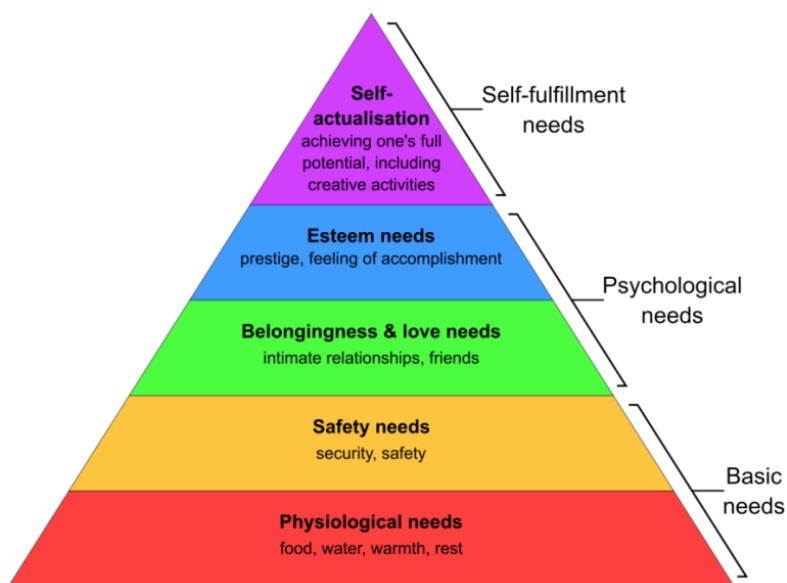 Self-
actualisation
achieving one's full
potential, including
creative activities
Self-fulfillment
needs
Esteem needs
prestige, feeling of accomplishment
Belongingness & love needs
intimate relationships, friends
Psychological
needs
Safety needs
security, safety
Physiological needs
food, water, warmth, rest
Basic
needs